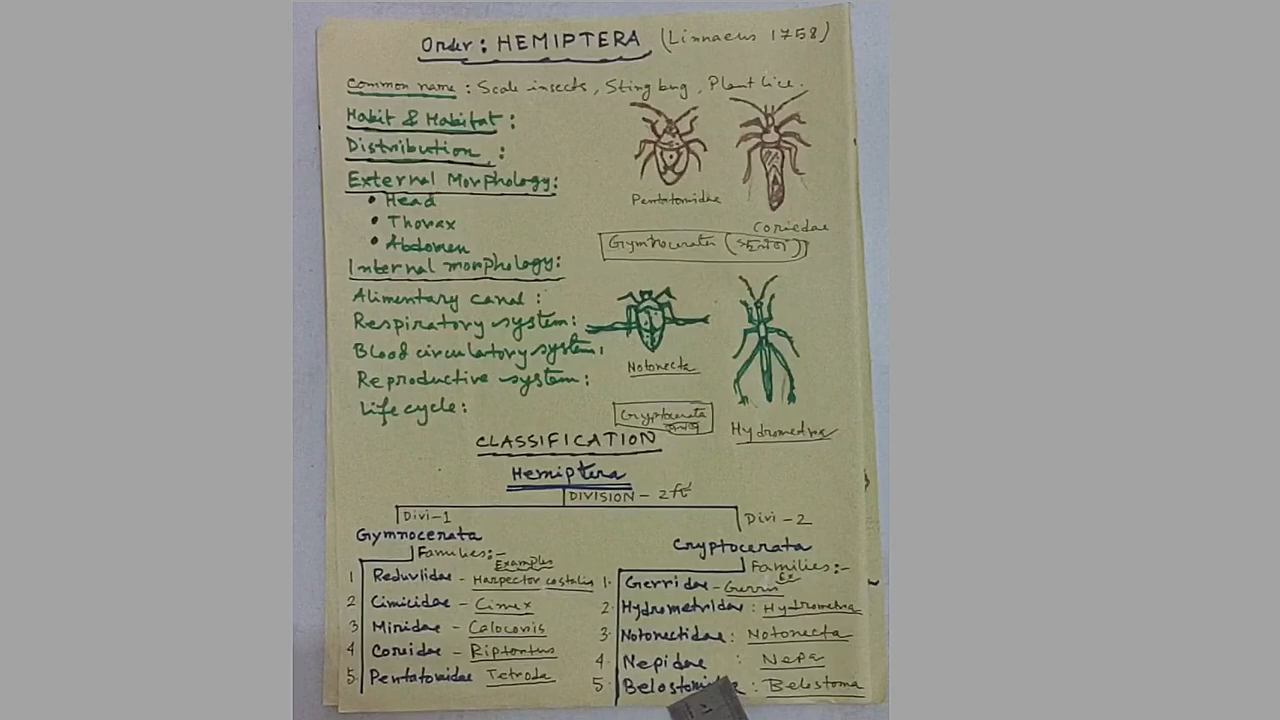 Order : HEMIPTERA (Linnaeus 1758)
Common name : Scale insects, Sting bug, Plant lice.
Habit & Habitat :
Distribution :
External Morphology:
• Head
• Thorax
• Abdomen
Pentatomidae
Coriedae
Gymnocerata
Internal morphology:
Alimentary canal :
Respiratory system:
Blood circulatory system:
Reproductive system:
Life cycle:
Notonecta
Cryptocerata
Hydrometra
CLASSIFICATION
Hemiptera
DIVISION - 2
Divi-1
Divi-2
Gymnocerata
Families:-
Examples
1 Reduvidae - Harpector costalis
2 Cimicidae - Cimex
3 Miridae - Caloconis
4 Coreidae - Riptortus
5. Pentatomidae Tetroda
Cryptocerata
Families:-
Ex
1. Gerridae - Gerris
2. Hydrometridae : Hydrometra
3. Notonectidae : Notonecta
4. Nepidae : Nepa
5. : Belostoma